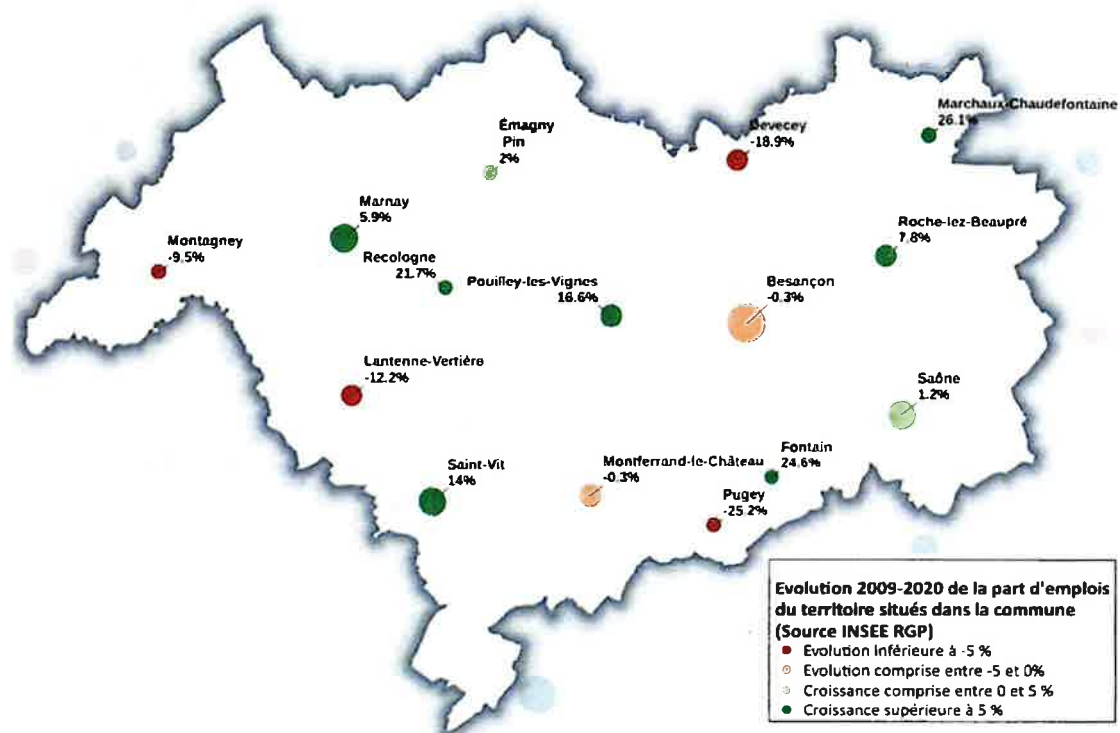 Marchaux-Chaudefontaine
26.1%
Émagny
Pin
2%
Devecey
-18.9%
Marnay
5.9%
Roche-lez-Beaupré
7.8%
Montagney
-9.5%
Recologne
21.7%
Pouilley-les-Vignes
16.6%
Besançon
-0.3%
Lantenne-Vertière
-12.2%
Saône
1.2%
Saint-Vit
14%
Montferrand-le-Château
-0.3%
Fontain
24.6%
Pugey
-25.2%
Evolution 2009-2020 de la part d'emplois
du territoire situés dans la commune
(Source INSEE RGP)
Evolution inférieure à -5 %
Evolution comprise entre -5 et 0%
Croissance comprise entre 0 et 5 %
Croissance supérieure à 5 %